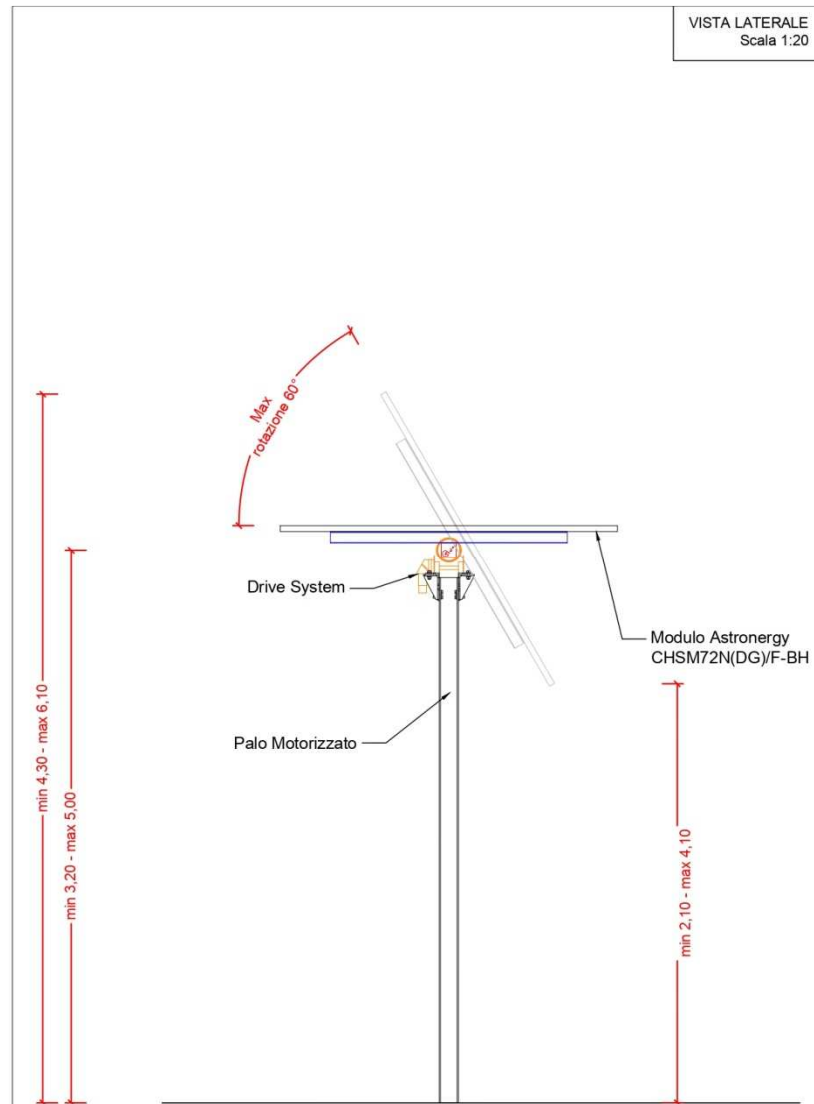 VISTA LATERALE
Scala 1:20
Max
rotazione 60°
Drive System
Modulo Astronergy
CHSM72N(DG)/F-BH
Palo Motorizzato
min 4,30 - max 6,10
min 3,20 - max 5,00
min 2,10 - max 4,10